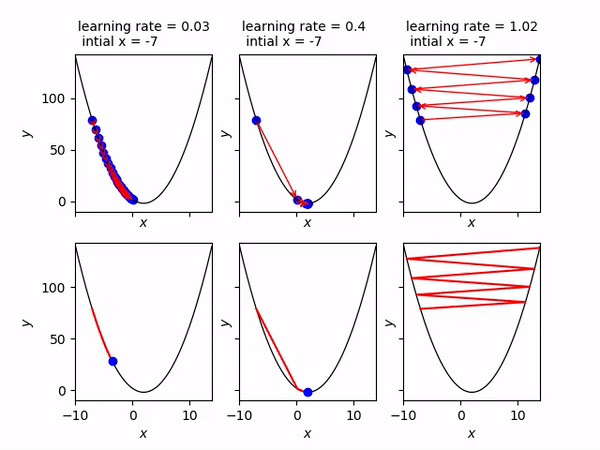 learning rate = 0.03
intial x = -7
learning rate = 0.4
intial x = -7
learning rate = 1.02
intial x = -7
y
100
50
0
x
y
x
y
x
y
100
50
0
−10
0
10
x
y
−10
0
10
x
y
−10
0
10
x